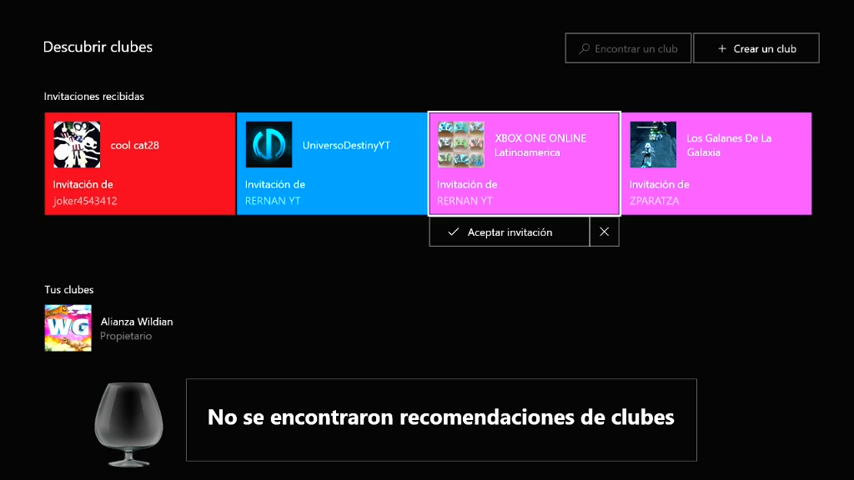 Descubrir clubes
Encontrar un club
Crear un club
Invitaciones recibidas
cool cat28
Invitación de
joker4543412
UniversoDestinyYT
Invitación de
RERNAN YT
XBOX ONE ONLINE
Latinoamerica
Invitación de
RERNAN YT
Los Galanes De La
Galaxia
Invitación de
ZPARATZA
Aceptar invitación
Tus clubes
WG
Alianza Wildian
Propietario
No se encontraron recomendaciones de clubes